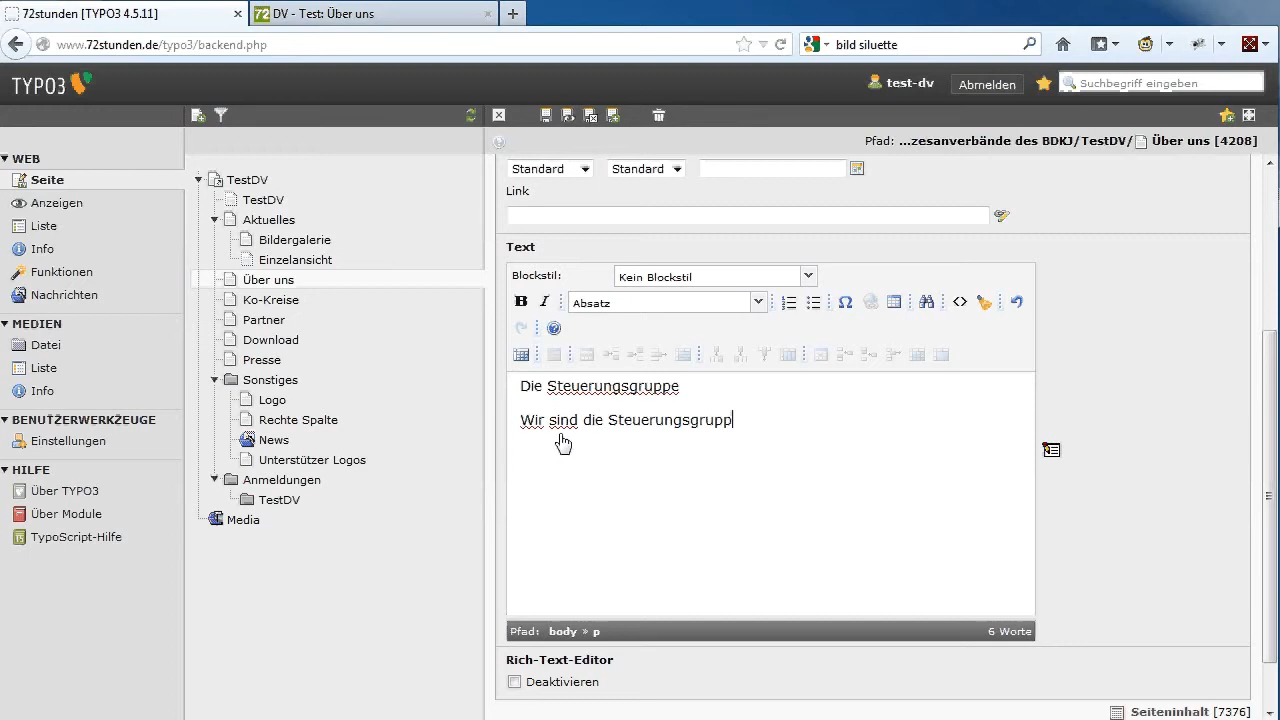 72stunden [TYPO3 4.5.11]
DV - Test: Über uns
www.72stunden.de/typo3/backend.php
bild siluette
TYPO3
test-dv
Abmelden
Suchbegriff eingeben
Pfad: ...zesanverbände des BDKJ/TestDV/ Über uns [4208]
WEB
Seite
Anzeigen
Liste
Info
Funktionen
Nachrichten
MEDIEN
Datei
Liste
Info
BENUTZERWERKZEUGE
Einstellungen
HILFE
Über TYPO3
Über Module
TypoScript-Hilfe
TestDV
TestDV
Aktuelles
Bildergalerie
Einzelansicht
Über uns
Ko-Kreise
Partner
Download
Presse
Sonstiges
Logo
Rechte Spalte
News
Unterstützer Logos
Anmeldungen
TestDV
Media
Standard Standard
Link
Text
Blockstil: Kein Blockstil
B I Absatz
Die Steuerungsgruppe
Wir sind die Steuerungsgrupp
Pfad: body » p 6 Worte
Rich-Text-Editor
Deaktivieren
Seiteninhalt [7376]